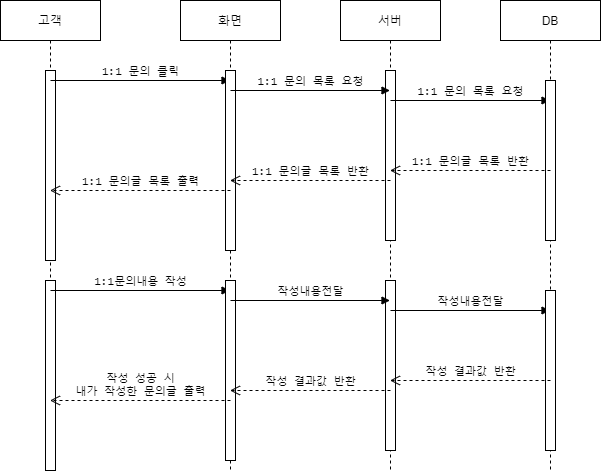 고객
화면
서버
DB
1:1 문의 클릭
1:1 문의 목록 요청
1:1 문의 목록 요청
1:1 문의글 목록 반환
1:1 문의글 목록 반환
1:1 문의글 목록 출력
1:1문의내용 작성
작성내용전달
작성내용전달
작성 결과값 반환
작성 결과값 반환
작성 성공 시
내가 작성한 문의글 출력